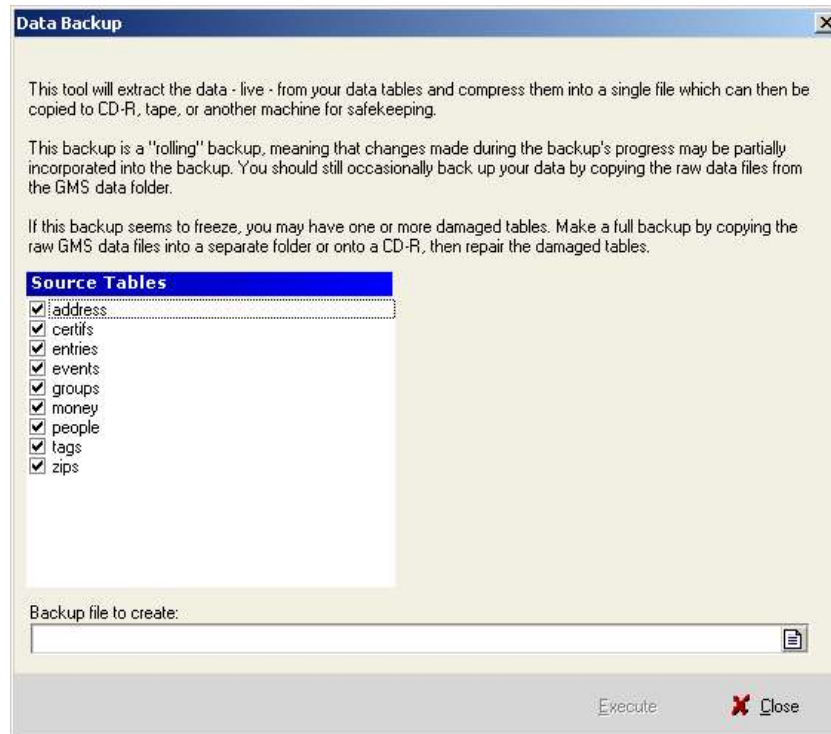 Data Backup
This tool will extract the data - live - from your data tables and compress them into a single file which can then be
copied to CD-R, tape, or another machine for safekeeping.
This backup is a "rolling" backup, meaning that changes made during the backup's progress may be partially
incorporated into the backup. You should still occasionally back up your data by copying the raw data files from
the GMS data folder.
If this backup seems to freeze, you may have one or more damaged tables. Make a full backup by copying the
raw GMS data files into a separate folder or onto a CD-R, then repair the damaged tables.
Source Tables
address
certifs
entries
events
groups
money
people
tags
zips
Backup file to create:
Execute Close